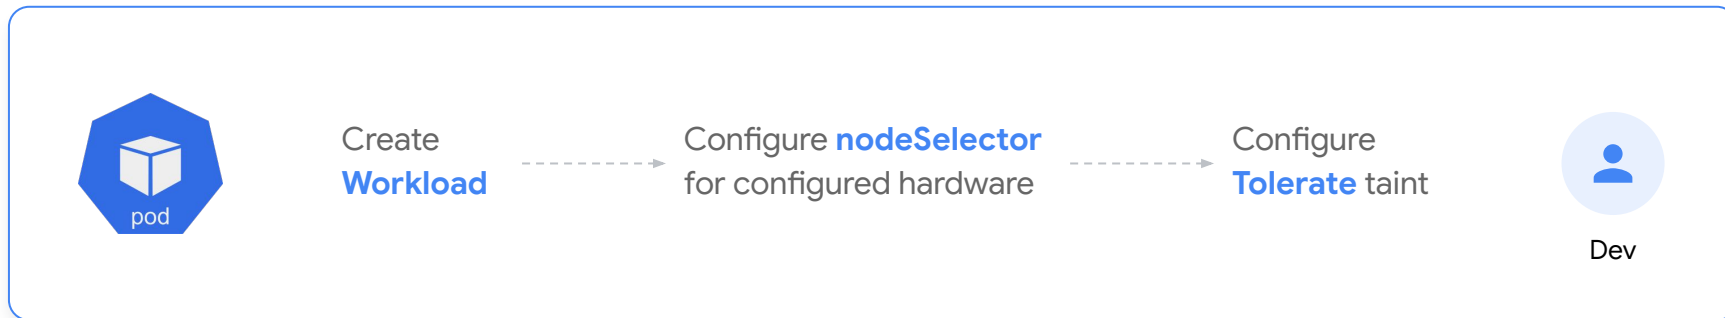 pod
Create
Workload
Configure nodeSelector
for configured hardware
Configure
Tolerate taint
Dev